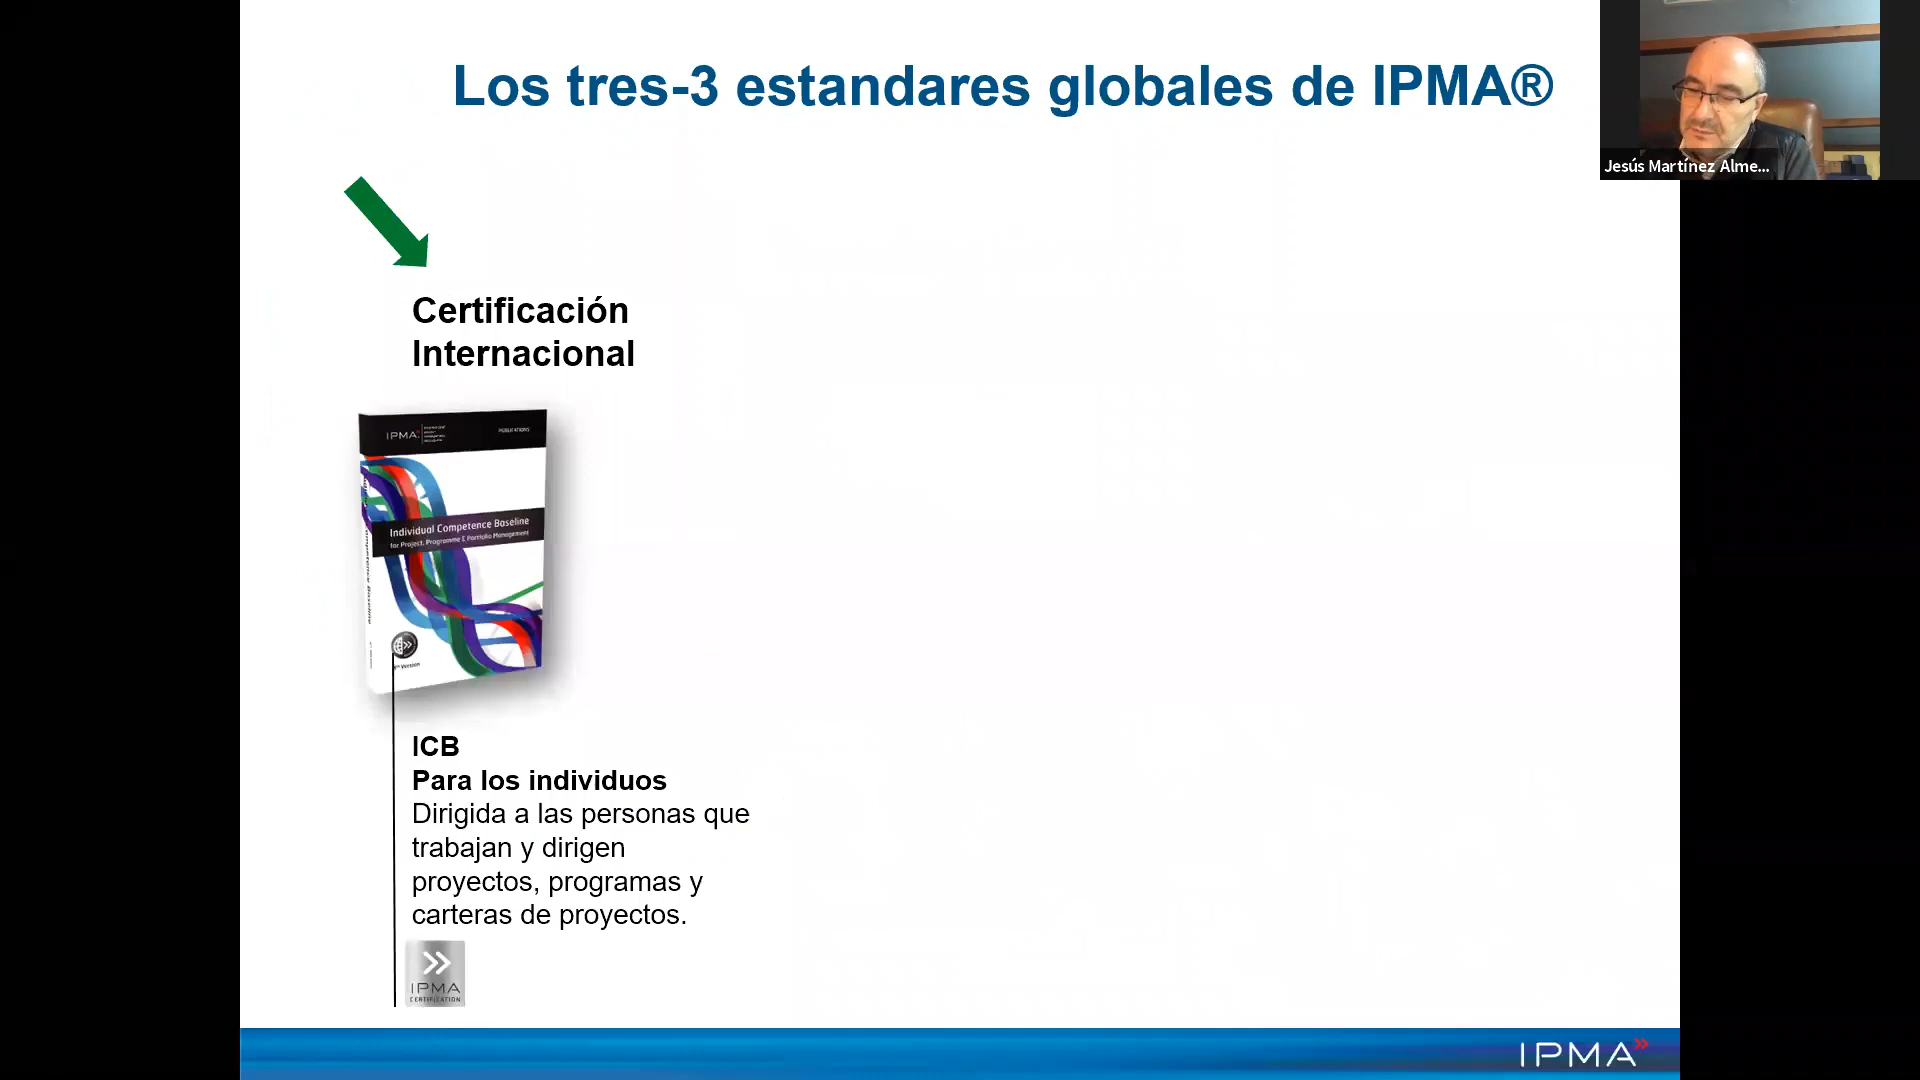 Los tres-3 estandares globales de IPMA®
Jesús Martínez Alme...
Certificación
Internacional
IPMA
PUBLICATIONS
Individual Competence Baseline
for Project, Programme & Portfolio Management
ICB
Para los individuos
Dirigida a las personas que
trabajan y dirigen
proyectos, programas y
carteras de proyectos.
IPMA
CERTIFICATION
IPMA